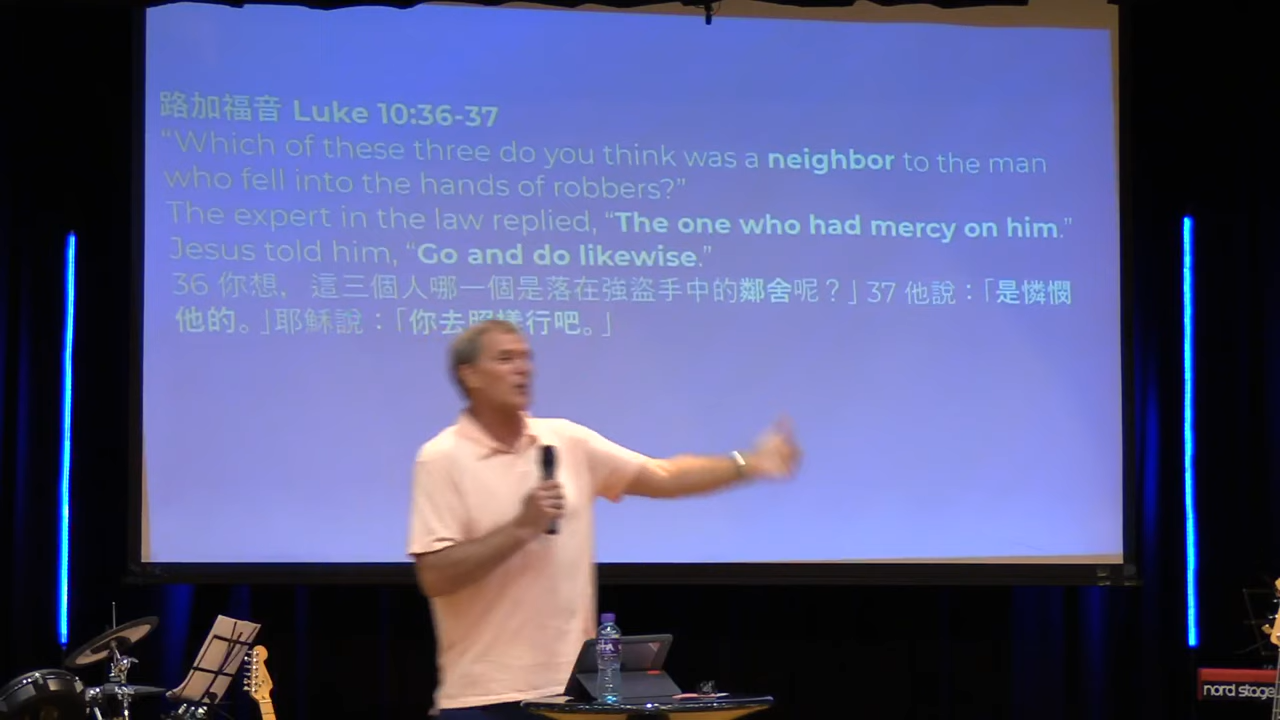 路加福音 Luke 10:36-37
“Which of these three do you think was a neighbor to the man
who fell into the hands of robbers?”
The expert in the law replied, “The one who had mercy on him.”
Jesus told him, “Go and do likewise.”
36 你想，這三個人哪一個是落在強盜手中的鄰舍呢？」37 他說：「是憐憫
他的。」耶穌說：「你去照樣行吧。」
nord stage